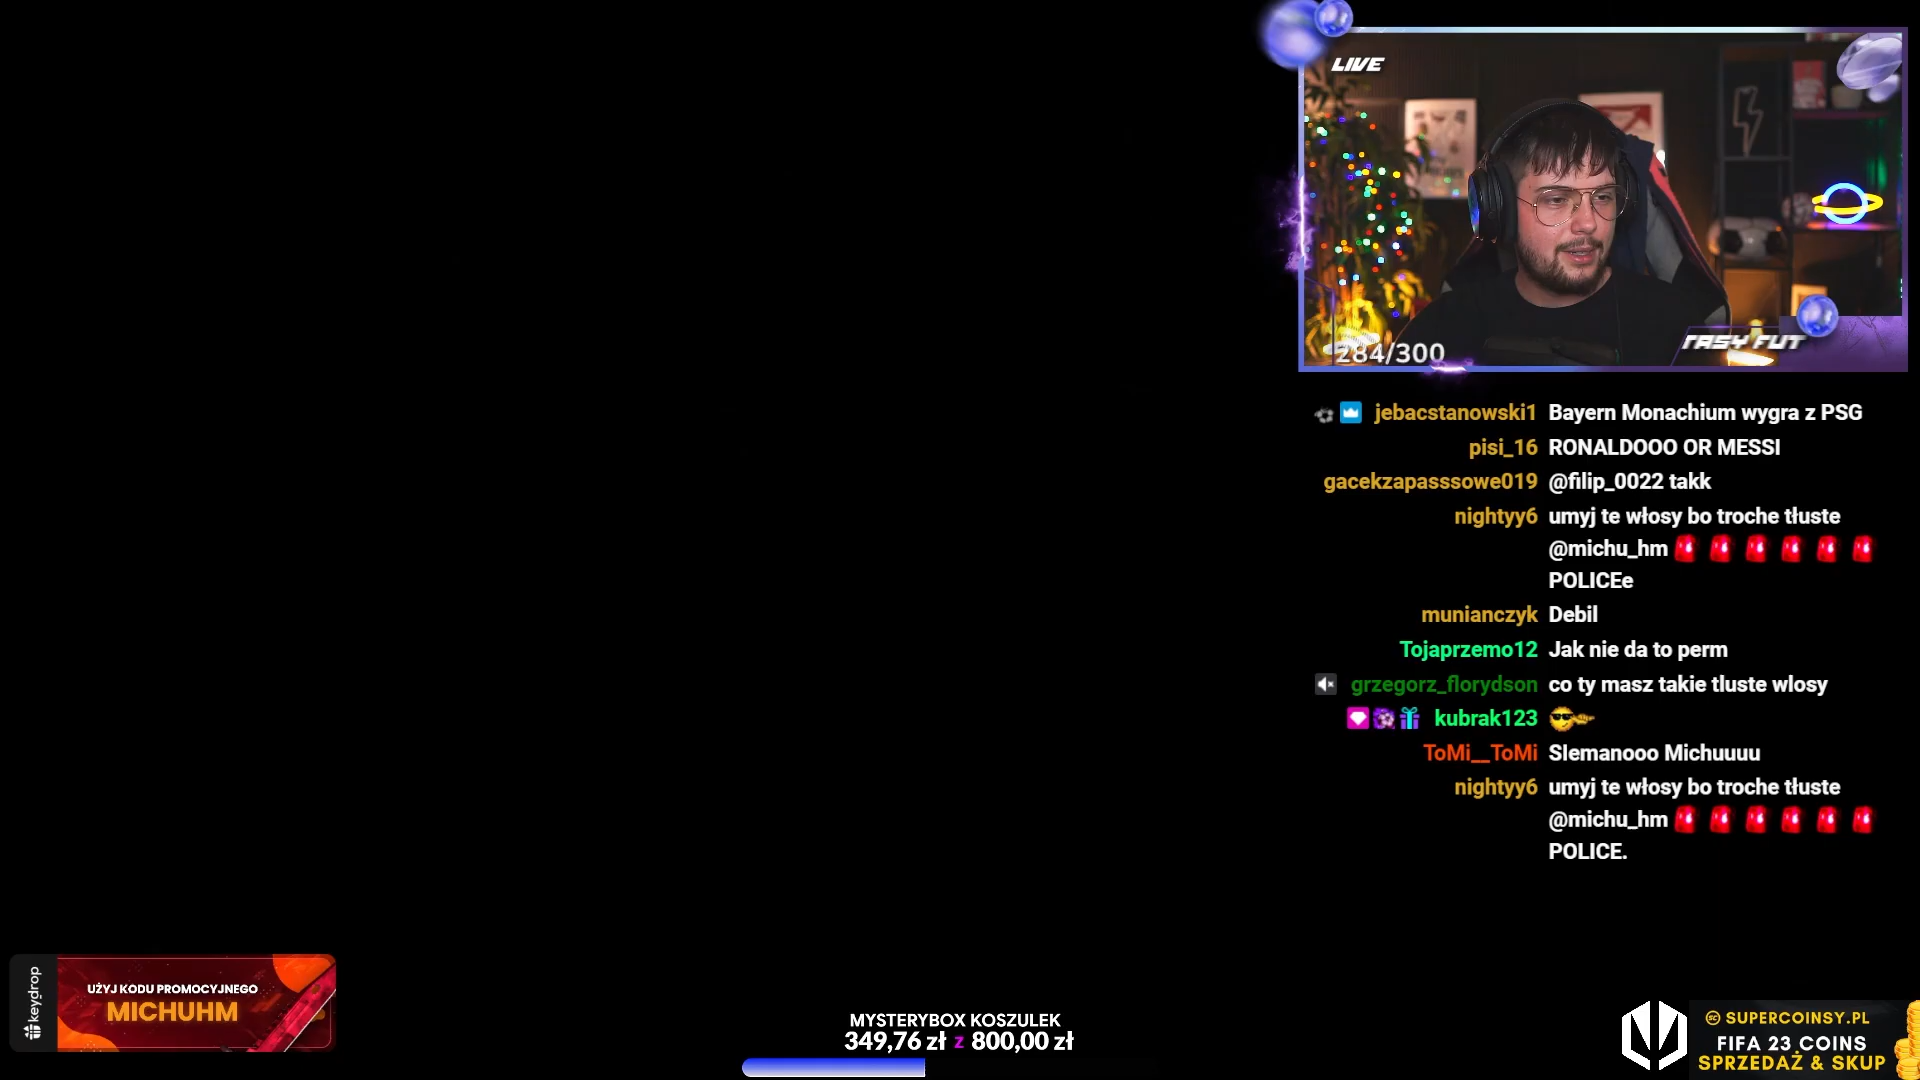 LIVE
284/300
jebacstanowski1 Bayern Monachium wygra z PSG
pisi_16 RONALDOOO OR MESSI
gacekzapasssowe019 @filip_0022 takk
nightyy6 umyj te włosy bo troche tłuste
@michu_hm
POLICEe
munianczyk Debil
Tojaprzemo12 Jak nie da to perm
grzegorz_florydson co ty masz takie tluste wlosy
kubrak123
ToMi__ToMi Slemanooo Michuuuu
nightyy6 umyj te włosy bo troche tłuste
@michu_hm
POLICE.
keydrop
UŻYJ KODU PROMOCYJNEGO
MICHUHM
MYSTERYBOX KOSZULEK
349,76 zł z 800,00 zł
SUPERCOINSY.PL
FIFA 23 COINS
SPRZEDAŻ & SKUP